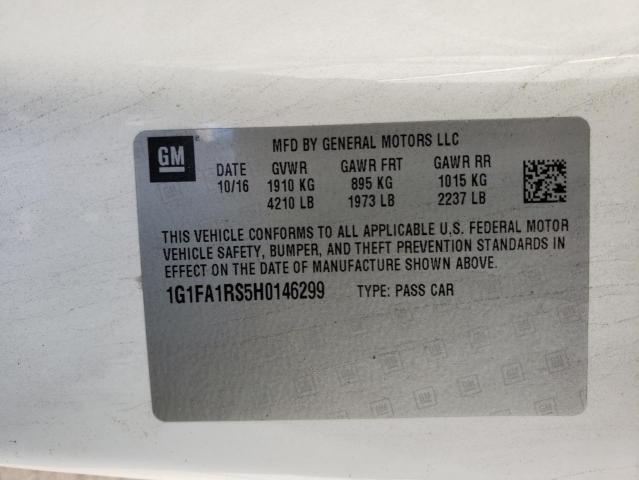 GM
MFD BY GENERAL MOTORS LLC
DATE GVWR GAWR FRT GAWR RR
10/16 1910 KG 895 KG 1015 KG
4210 LB 1973 LB 2237 LB
THIS VEHICLE CONFORMS TO ALL APPLICABLE U.S. FEDERAL MOTOR
VEHICLE SAFETY, BUMPER, AND THEFT PREVENTION STANDARDS IN
EFFECT ON THE DATE OF MANUFACTURE SHOWN ABOVE.
1G1FA1RS5H0146299 TYPE: PASS CAR